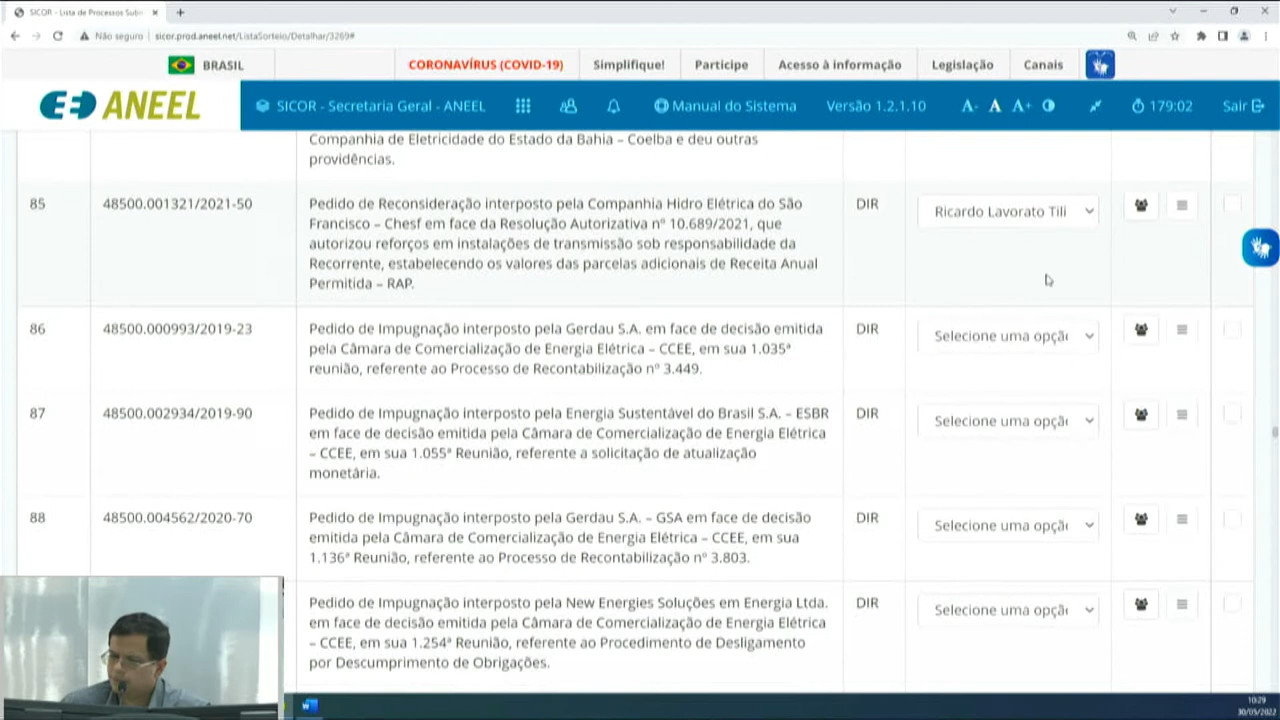 SICOR - Lista de Processos Sub
Não seguro | sicor.prod.aneel.net/ListaSorteio/Detalhar/3269#
BRASIL
CORONAVÍRUS (COVID-19)
Simplifique!
Participe
Acesso à informação
Legislação
Canais
ANEEL
SICOR - Secretaria Geral - ANEEL
Manual do Sistema
Versão 1.2.1.10
A-
A
A+
179:02
Sair
Companhia de Eletricidade do Estado da Bahia – Coelba e deu outras
providências.
85
48500.001321/2021-50
Pedido de Reconsideração interposto pela Companhia Hidro Elétrica do São
Francisco – Chesf em face da Resolução Autorizativa nº 10.689/2021, que
autorizou reforços em instalações de transmissão sob responsabilidade da
Recorrente, estabelecendo os valores das parcelas adicionais de Receita Anual
Permitida – RAP.
DIR
Ricardo Lavorato Tili
86
48500.000993/2019-23
Pedido de Impugnação interposto pela Gerdau S.A. em face de decisão emitida
pela Câmara de Comercialização de Energia Elétrica – CCEE, em sua 1.035ª
reunião, referente ao Processo de Recontabilização nº 3.449.
DIR
Selecione uma opçã
87
48500.002934/2019-90
Pedido de Impugnação interposto pela Energia Sustentável do Brasil S.A. – ESBR
em face de decisão emitida pela Câmara de Comercialização de Energia Elétrica
– CCEE, em sua 1.055ª Reunião, referente a solicitação de atualização
monetária.
DIR
Selecione uma opçã
88
48500.004562/2020-70
Pedido de Impugnação interposto pela Gerdau S.A. – GSA em face de decisão
emitida pela Câmara de Comercialização de Energia Elétrica – CCEE, em sua
1.136ª Reunião, referente ao Processo de Recontabilização nº 3.803.
DIR
Selecione uma opçã
Pedido de Impugnação interposto pela New Energies Soluções em Energia Ltda.
em face de decisão emitida pela Câmara de Comercialização de Energia Elétrica
– CCEE, em sua 1.254ª Reunião, referente ao Procedimento de Desligamento
por Descumprimento de Obrigações.
DIR
Selecione uma opçã
10:29
30/05/2022